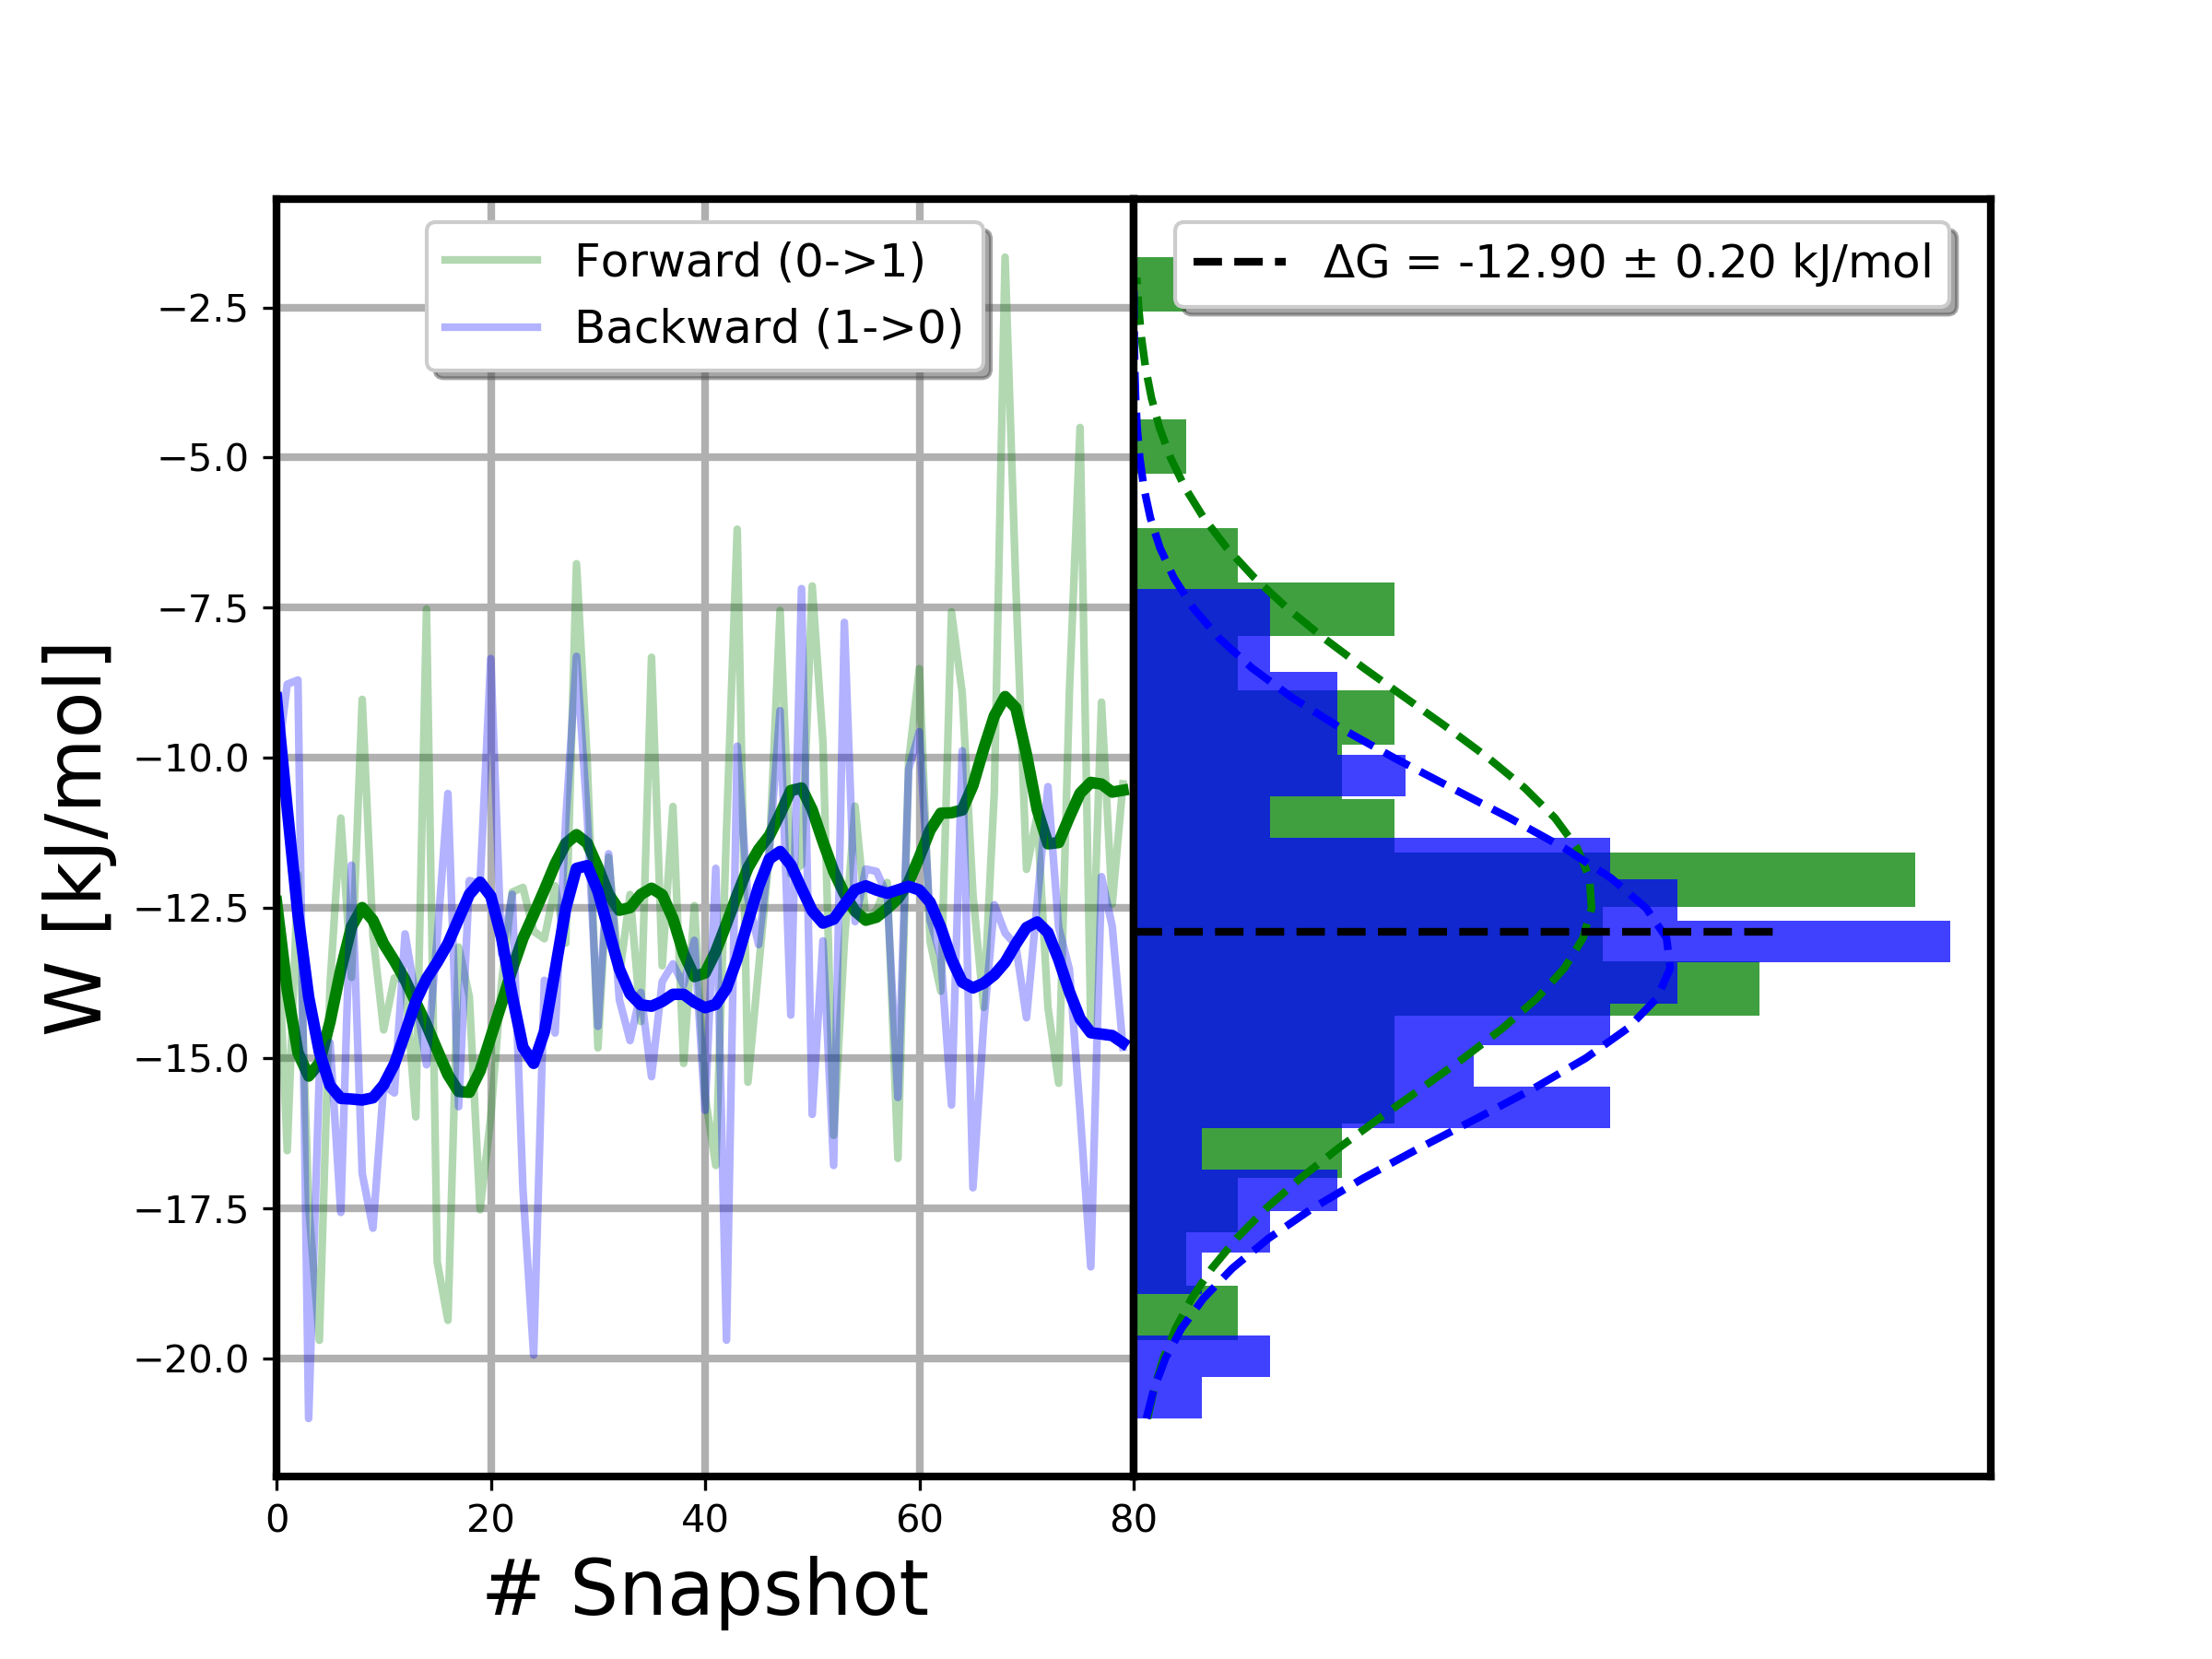 Forward (0->1)
Backward (1->0)
ΔG = -12.90 ± 0.20 kJ/mol
−2.5
−5.0
−7.5
−10.0
−12.5
−15.0
−17.5
−20.0
W [kJ/mol]
0 20 40 60 80
# Snapshot